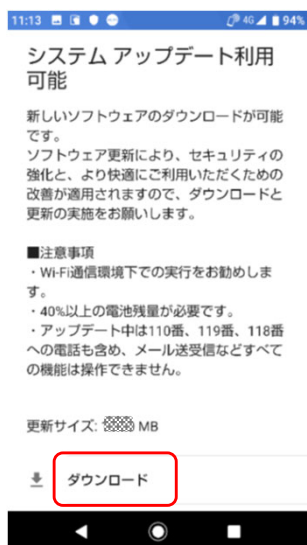 11:13 4G 94%
システム アップデート利用
可能
新しいソフトウェアのダウンロードが可能
です。
ソフトウェア更新により、セキュリティの
強化と、より快適にご利用いただくための
改善が適用されますので、ダウンロードと
更新の実施をお願いします。
■注意事項
・Wi-Fi通信環境下での実行をお勧めしま
す。
・40%以上の電池残量が必要です。
・アップデート中は110番、119番、118番
への電話も含め、メール送受信などすべて
の機能は操作できません。
更新サイズ: MB
ダウンロード